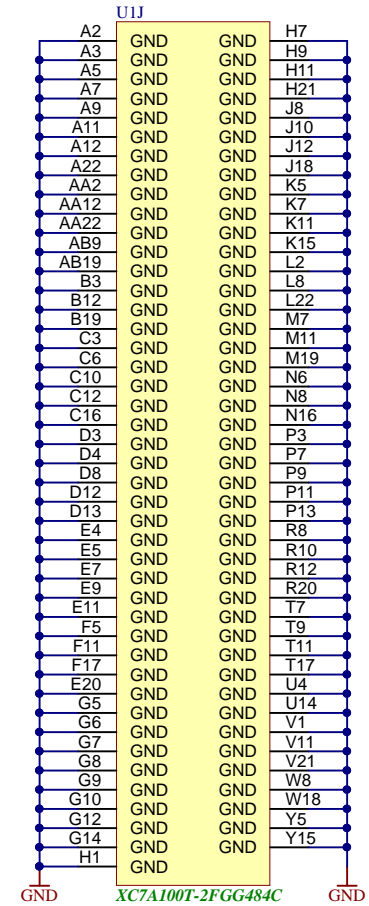 U1J
A2 GND GND H7
A3 GND GND H9
A5 GND GND H11
A7 GND GND H21
A9 GND GND J8
A11 GND GND J10
A12 GND GND J12
A22 GND GND J18
AA2 GND GND K5
AA12 GND GND K7
AA22 GND GND K11
AB9 GND GND K15
AB19 GND GND L2
B3 GND GND L8
B12 GND GND L22
B19 GND GND M7
C3 GND GND M11
C6 GND GND M19
C10 GND GND N6
C12 GND GND N8
C16 GND GND N16
D3 GND GND P3
D4 GND GND P7
D8 GND GND P9
D12 GND GND P11
D13 GND GND P13
E4 GND GND R8
E5 GND GND R10
E7 GND GND R12
E9 GND GND R20
E11 GND GND T7
F5 GND GND T9
F11 GND GND T11
F17 GND GND T17
E20 GND GND U4
G5 GND GND U14
G6 GND GND V1
G7 GND GND V11
G8 GND GND V21
G9 GND GND W8
G10 GND GND W18
G12 GND GND Y5
G14 GND GND Y15
H1 GND
GND XC7A100T-2FGG484C GND